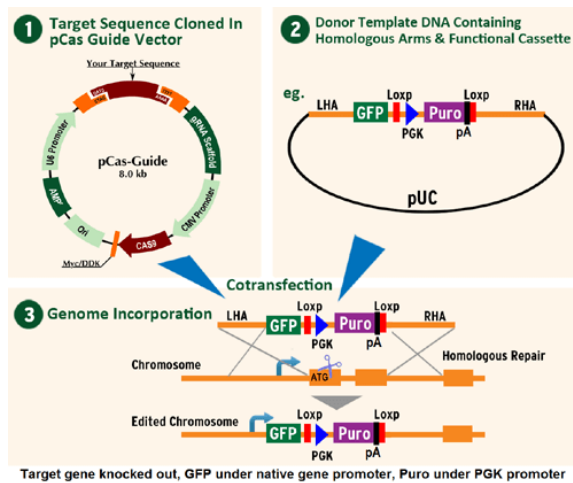 1 Target Sequence Cloned In
pCas Guide Vector
Your Target Sequence
U6 Promoter
gRNA Scaffold
pCas-Guide
8.0 kb
AMP
CMV Promoter
Ori
CAS9
Myc/DDK
2 Donor Template DNA Containing
Homologous Arms & Functional Cassette
eg.
Loxp Loxp
LHA GFP Puro RHA
PGK pA
pUC
Cotransfection
3 Genome Incorporation
LHA Loxp Loxp RHA
GFP Puro
PGK pA
Chromosome Homologous Repair
ATG
Edited Chromosome Loxp Loxp
GFP Puro
PGK pA
Target gene knocked out, GFP under native gene promoter, Puro under PGK promoter